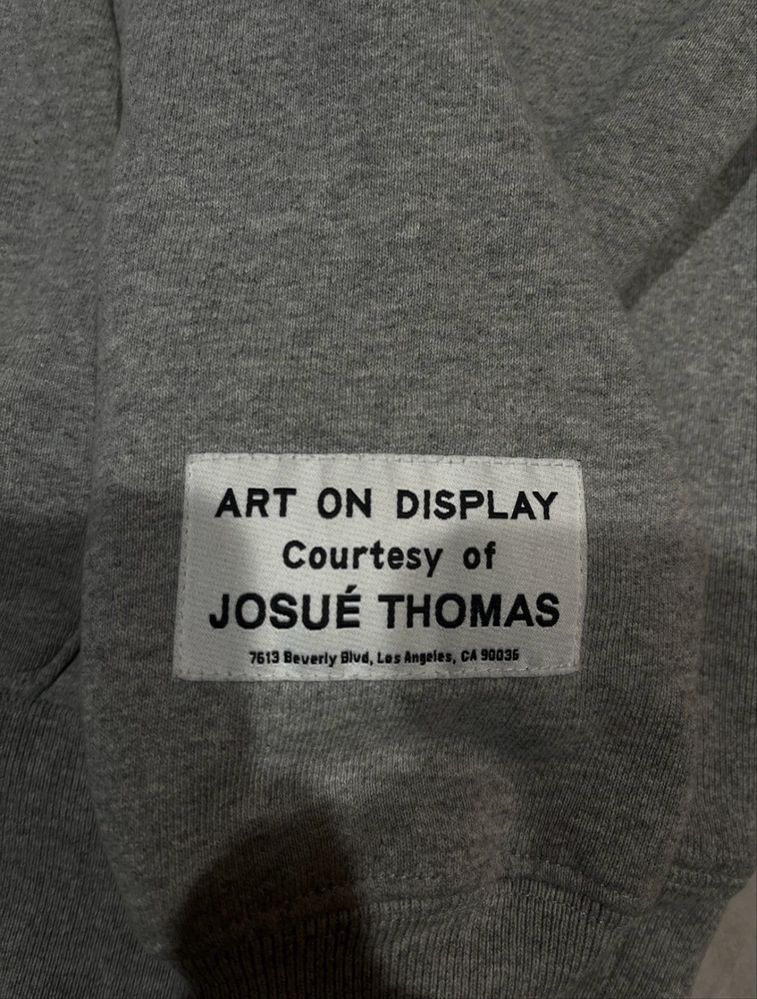 ART ON DISPLAY
Courtesy of
JOSUÉ THOMAS
7613 Beverly Blvd, Los Angeles, CA 90036